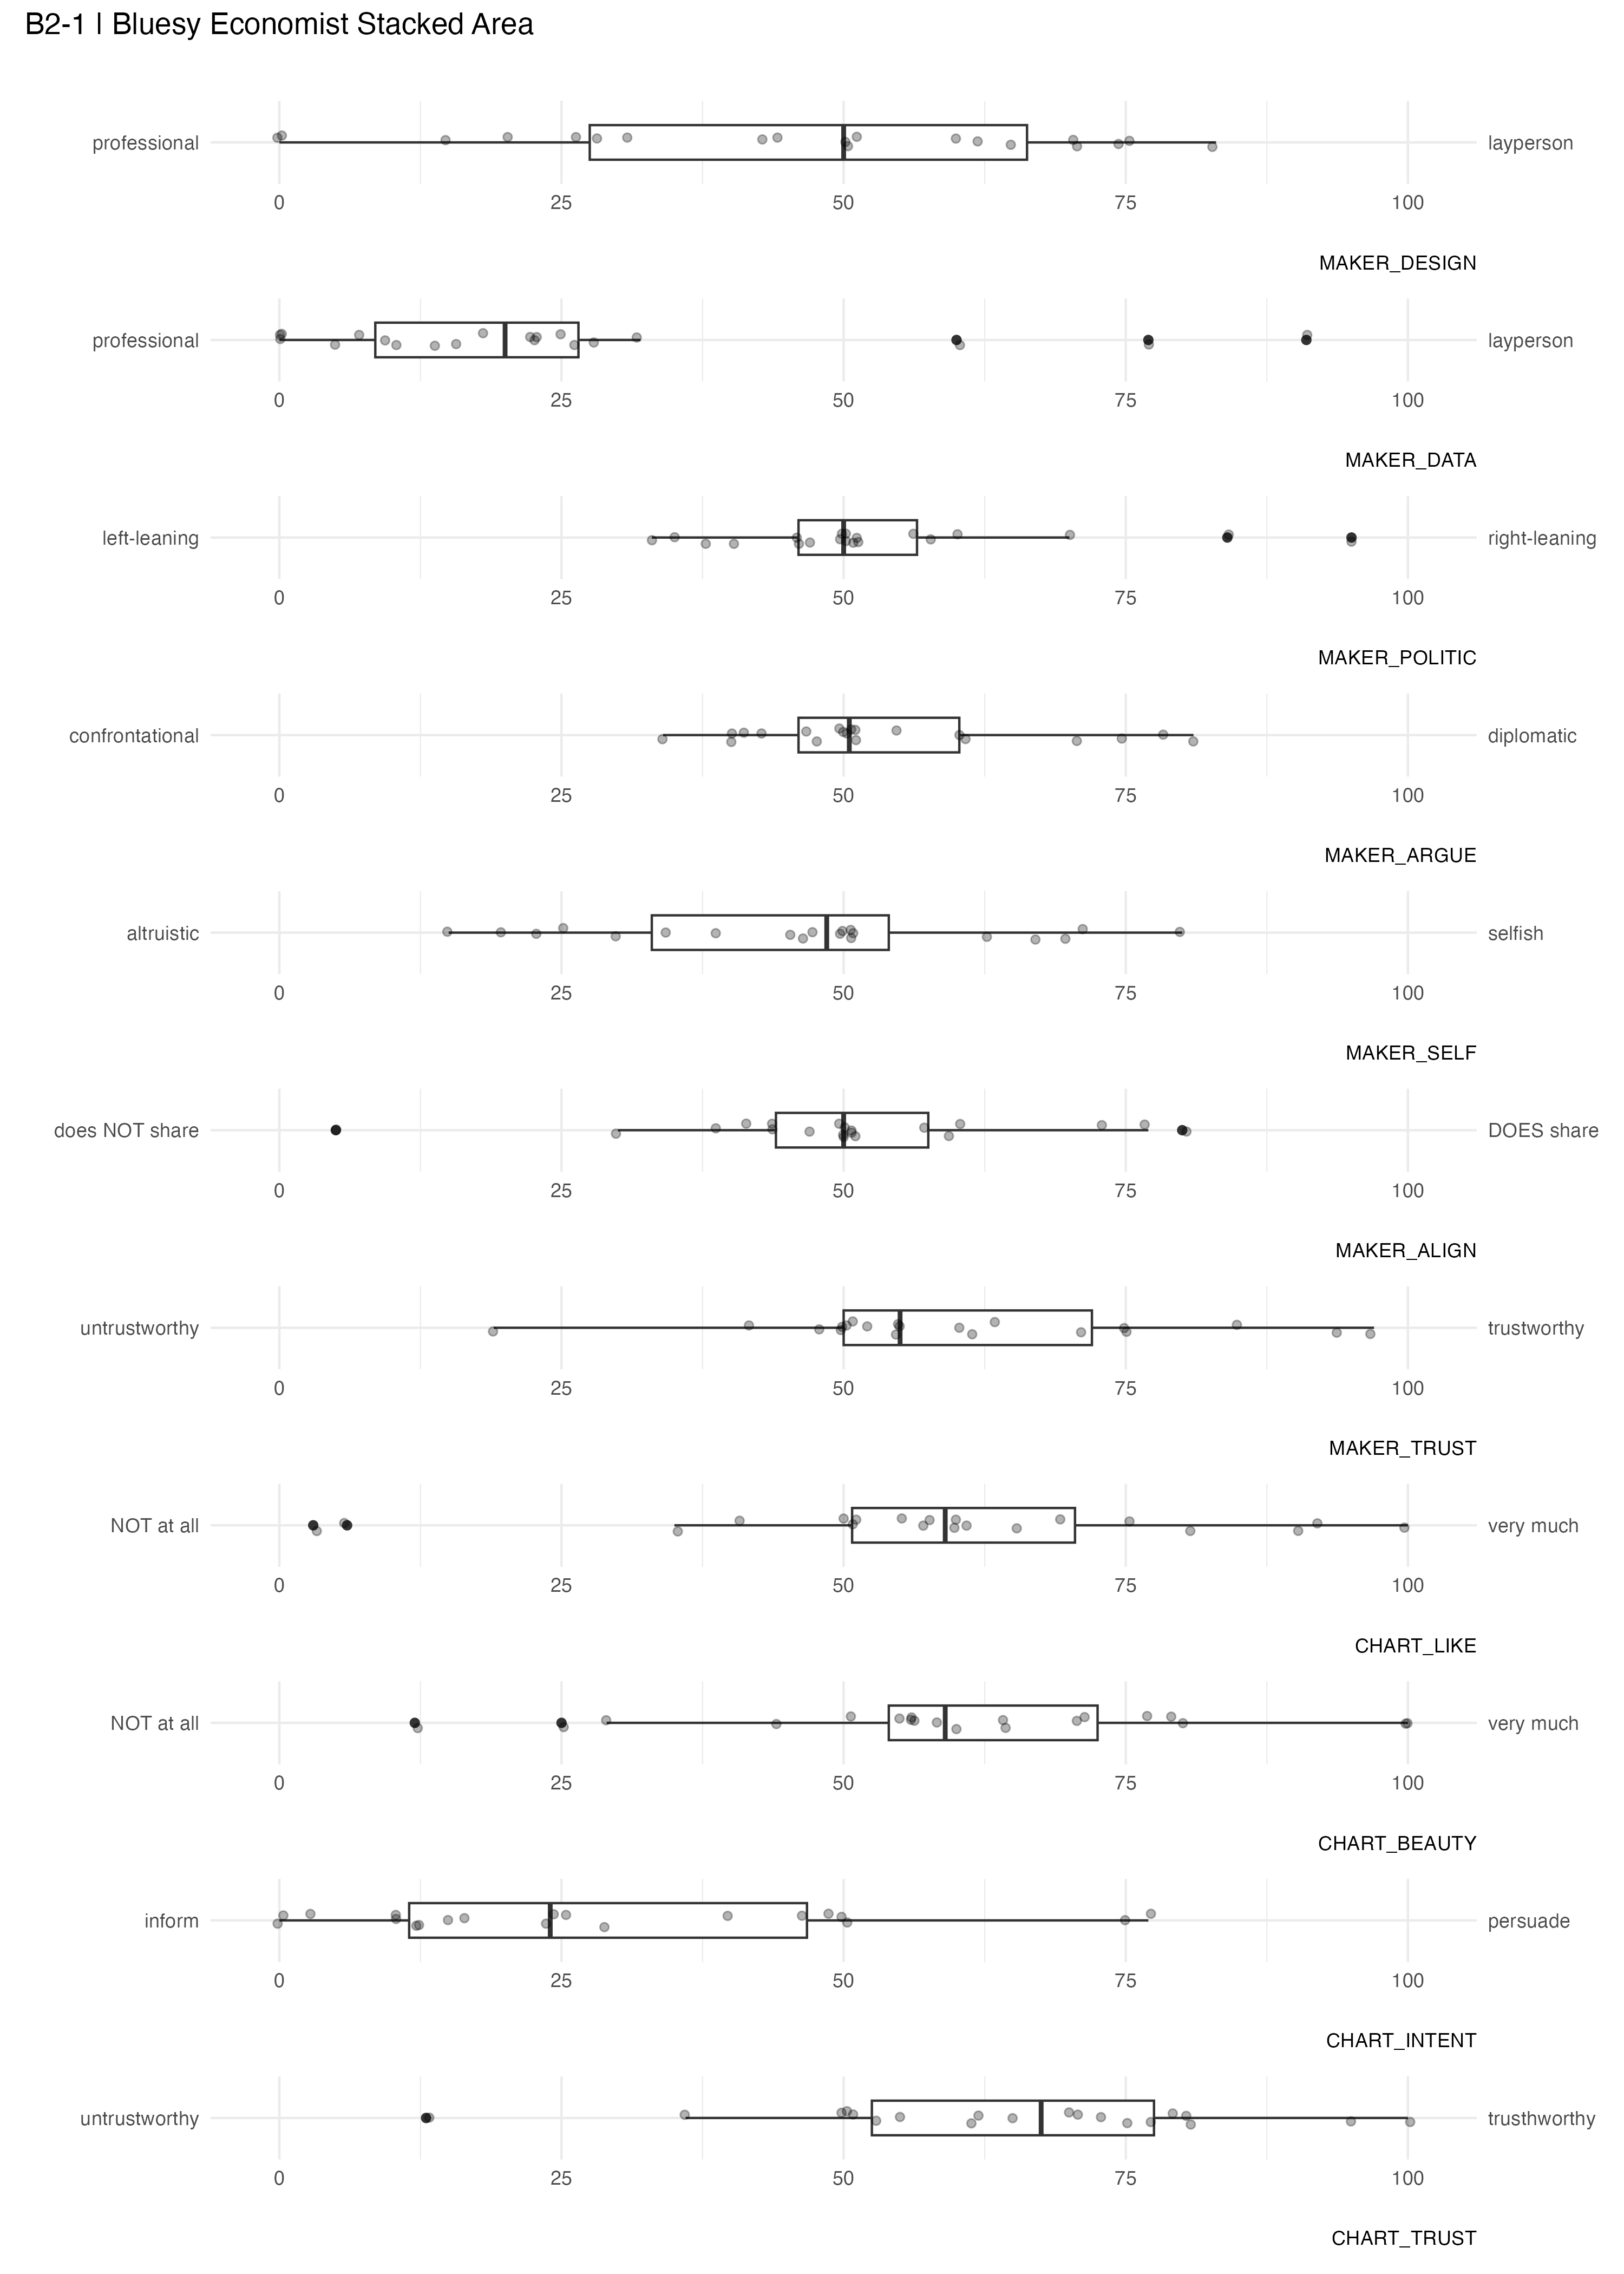 B2-1 | Bluesy Economist Stacked Area
professional layperson
0 25 50 75 100
MAKER_DESIGN
professional layperson
0 25 50 75 100
MAKER_DATA
left-leaning right-leaning
0 25 50 75 100
MAKER_POLITIC
confrontational diplomatic
0 25 50 75 100
MAKER_ARGUE
altruistic selfish
0 25 50 75 100
MAKER_SELF
does NOT share DOES share
0 25 50 75 100
MAKER_ALIGN
untrustworthy trustworthy
0 25 50 75 100
MAKER_TRUST
NOT at all very much
0 25 50 75 100
CHART_LIKE
NOT at all very much
0 25 50 75 100
CHART_BEAUTY
inform persuade
0 25 50 75 100
CHART_INTENT
untrustworthy trusthworthy
0 25 50 75 100
CHART_TRUST